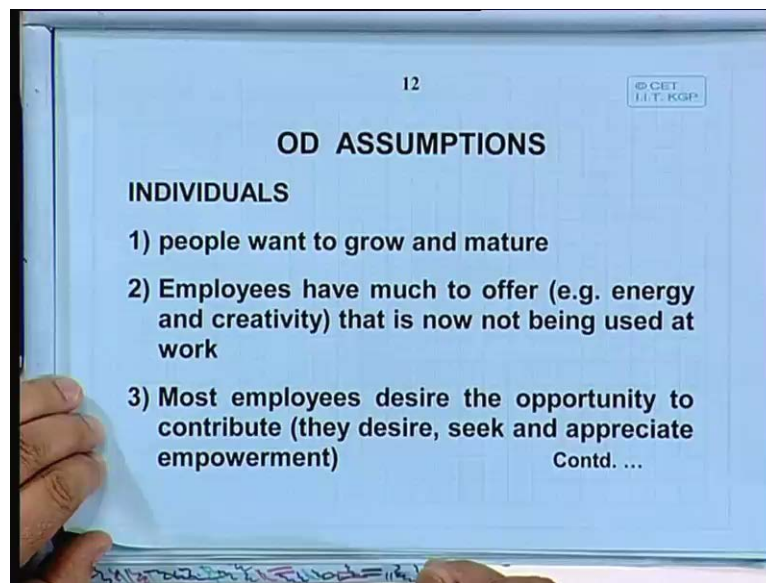 12
© CET
I.I.T. KGP
OD ASSUMPTIONS
INDIVIDUALS
1) people want to grow and mature
2) Employees have much to offer (e.g. energy
and creativity) that is now not being used at
work
3) Most employees desire the opportunity to
contribute (they desire, seek and appreciate
empowerment)
Contd. ...